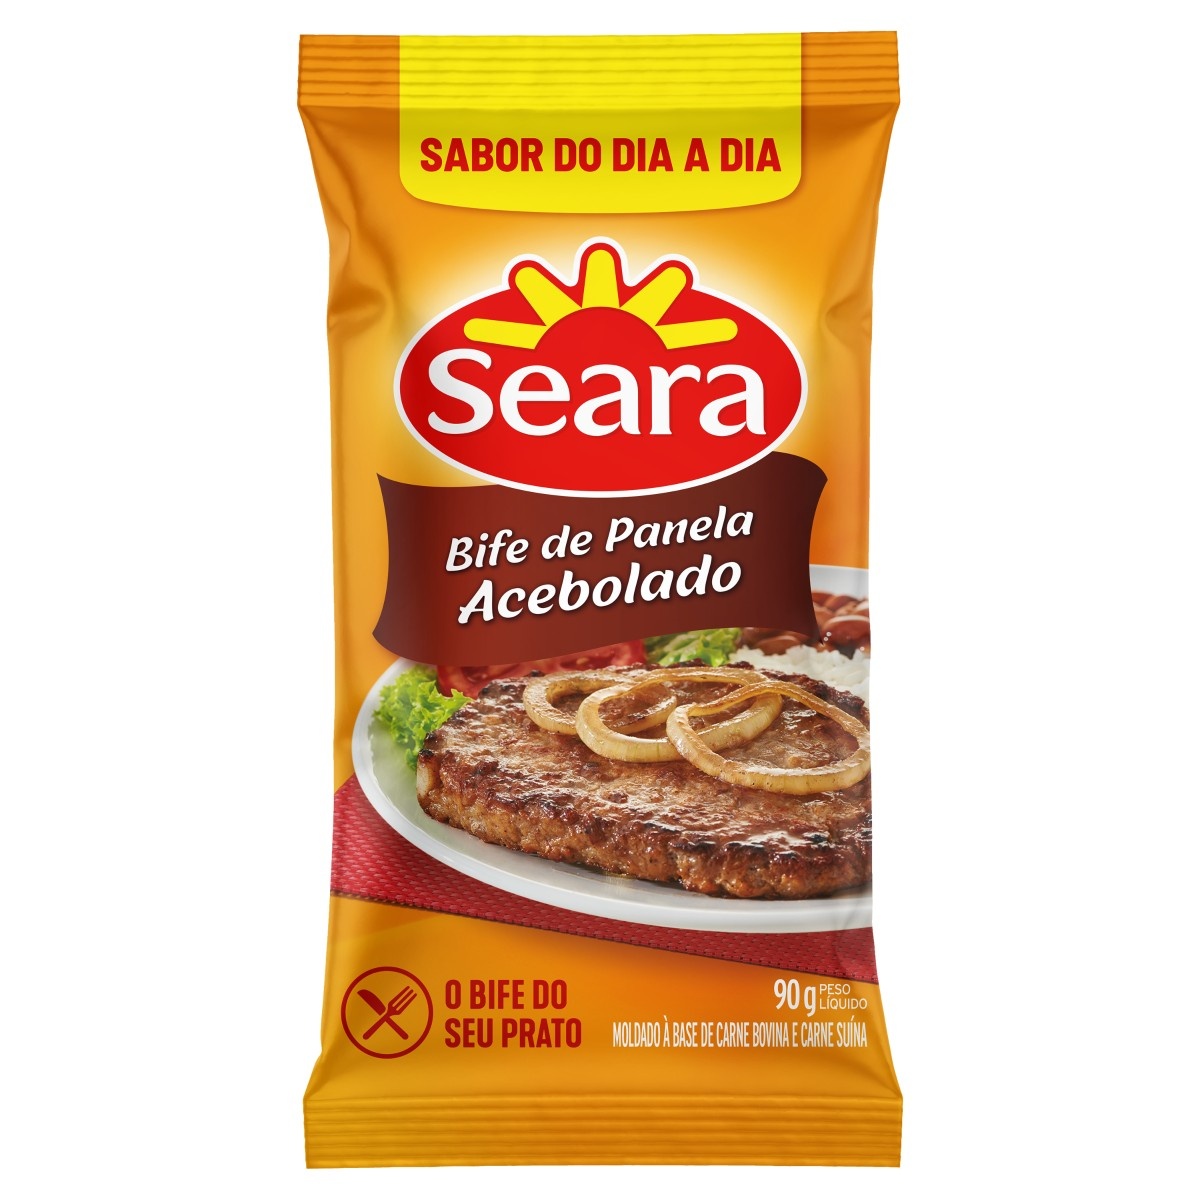 SABOR DO DIA A DIA
Seara
Bife de Panela
Acebolado
O BIFE DO
SEU PRATO
90 g PESO
LÍQUIDO
MOLDADO À BASE DE CARNE BOVINA E CARNE SUÍNA